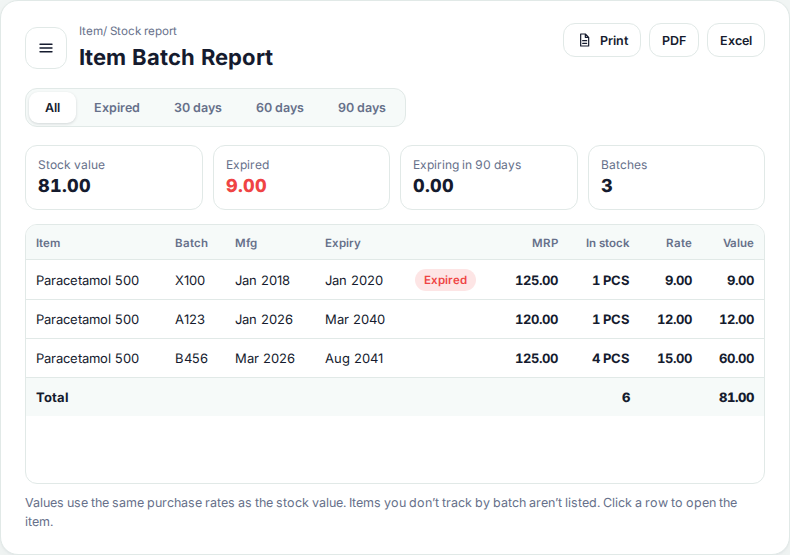 Item/ Stock report
Item Batch Report
Print PDF Excel
All Expired 30 days 60 days 90 days
Stock value Expired Expiring in 90 days Batches
81.00 9.00 0.00 3
Item Batch Mfg Expiry MRP In stock Rate Value
Paracetamol 500 X100 Jan 2018 Jan 2020 Expired 125.00 1 PCS 9.00 9.00
Paracetamol 500 A123 Jan 2026 Mar 2040 120.00 1 PCS 12.00 12.00
Paracetamol 500 B456 Mar 2026 Aug 2041 125.00 4 PCS 15.00 60.00
Total 6 81.00
Values use the same purchase rates as the stock value. Items you don't track by batch aren't listed. Click a row to open the
item.